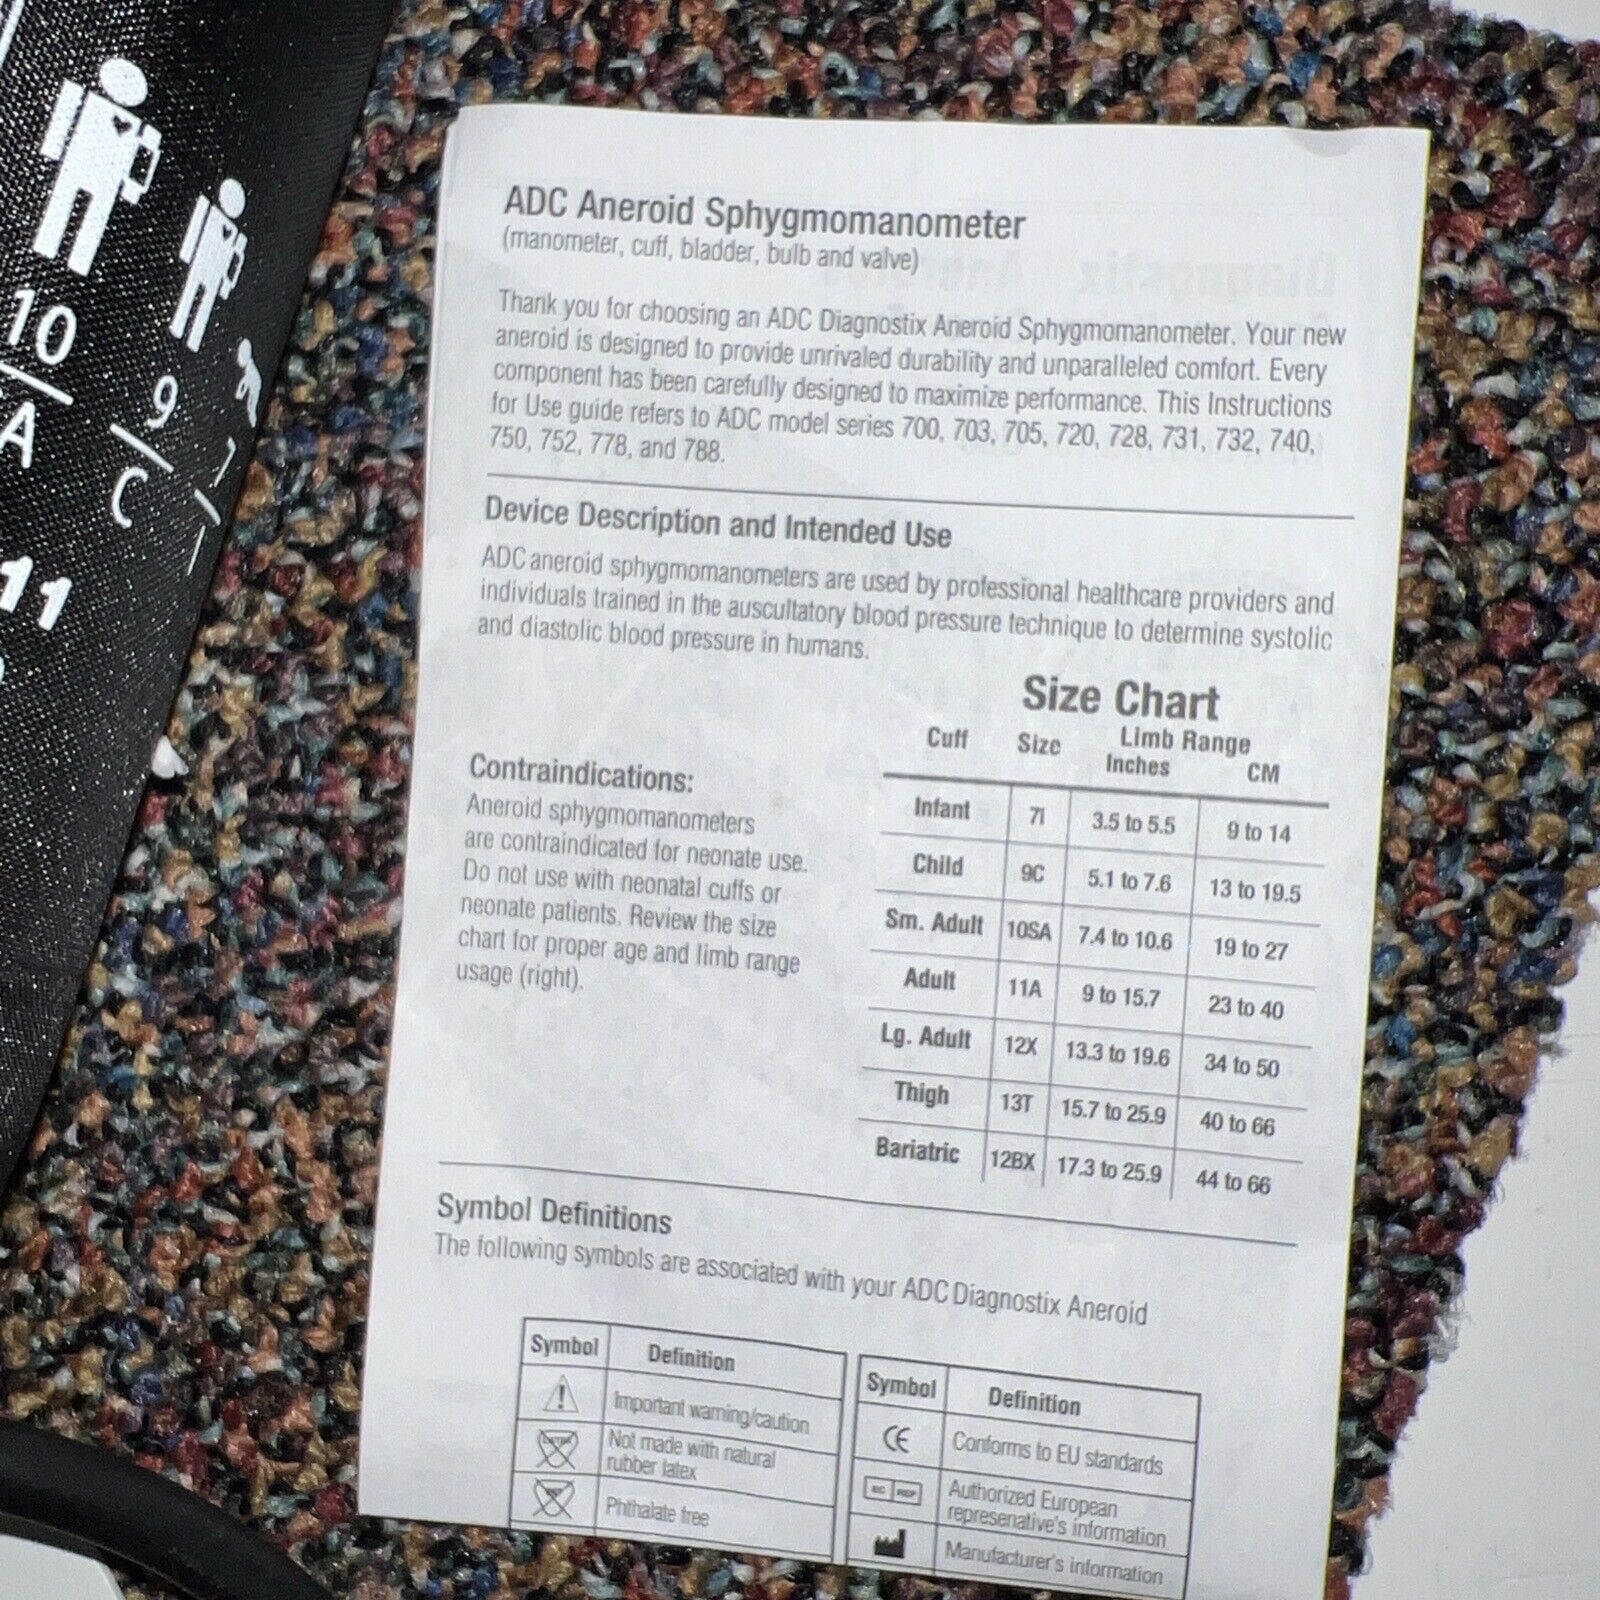 10
A
9
C
7
I
11
ADC Aneroid Sphygmomanometer
(manometer, cuff, bladder, bulb and valve)
Thank you for choosing an ADC Diagnostix Aneroid Sphygmomanometer. Your new
aneroid is designed to provide unrivaled durability and unparalleled comfort. Every
component has been carefully designed to maximize performance. This Instructions
for Use guide refers to ADC model series 700, 703, 705, 720, 728, 731, 732, 740,
750, 752, 778, and 788.
Device Description and Intended Use
ADC aneroid sphygmomanometers are used by professional healthcare providers and
individuals trained in the auscultatory blood pressure technique to determine systolic
and diastolic blood pressure in humans.
Contraindications:
Aneroid sphygmomanometers
are contraindicated for neonate use.
Do not use with neonatal cuffs or
neonate patients. Review the size
chart for proper age and limb range
usage (right).
Size Chart
Cuff Size Limb Range
Inches CM
Infant 7I 3.5 to 5.5 9 to 14
Child 9C 5.1 to 7.6 13 to 19.5
Sm. Adult 10SA 7.4 to 10.6 19 to 27
Adult 11A 9 to 15.7 23 to 40
Lg. Adult 12X 13.3 to 19.6 34 to 50
Thigh 13T 15.7 to 25.9 40 to 66
Bariatric 12BX 17.3 to 25.9 44 to 66
Symbol Definitions
The following symbols are associated with your ADC Diagnostix Aneroid
Symbol Definition
Important warning/caution
Not made with natural
rubber latex
Phthalate free
Symbol Definition
CE Conforms to EU standards
EC REP Authorized European
represenative's information
Manufacturer's information